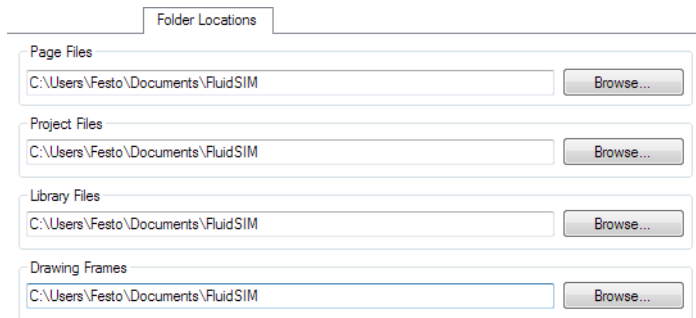 Folder Locations
Page Files
C:\Users\Festo\Documents\FluidSIM Browse...
Project Files
C:\Users\Festo\Documents\FluidSIM Browse...
Library Files
C:\Users\Festo\Documents\FluidSIM Browse...
Drawing Frames
C:\Users\Festo\Documents\FluidSIM Browse...